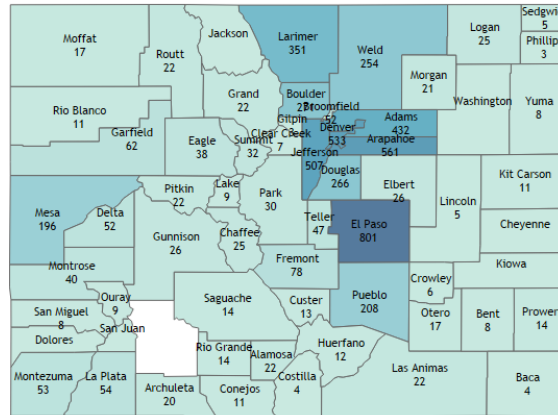 Moffat
17
Routt
22
Jackson
Larimer
351
Weld
254
Logan
25
Sedgwi
5
Phillip
3
Morgan
21
Washington
Yuma
8
Rio Blanco
11
Grand
22
Boulder
Broomfield
52
Gilpin
Garfield
62
Eagle
38
Summit
32
Clear Creek
7
Denver
533
Adams
432
Arapahoe
561
Jefferson
507
Douglas
266
Elbert
26
Kit Carson
11
Lincoln
5
Mesa
196
Delta
52
Pitkin
22
Lake
9
Park
30
Teller
47
El Paso
801
Cheyenne
Gunnison
26
Chaffee
25
Fremont
78
Kiowa
Montrose
40
Ouray
9
San Miguel
8
San Juan
Dolores
Saguache
14
Custer
13
Pueblo
208
Crowley
6
Otero
17
Bent
8
Prower
14
Montezuma
53
La Plata
54
Archuleta
20
Rio Grande
14
Alamosa
22
Conejos
11
Costilla
4
Huerfano
12
Las Animas
22
Baca
4